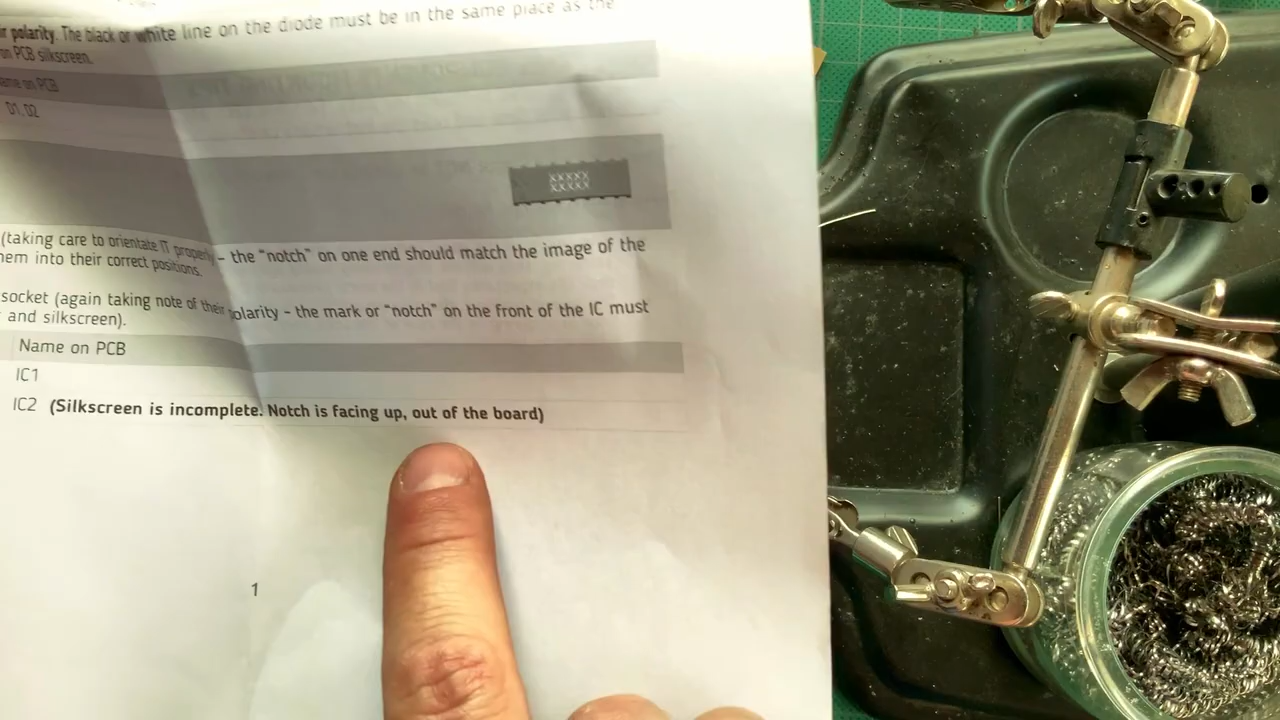 ir polarity. The black or white line on the diode must be in the same place as the
on PCB silkscreen.
ame on PCB
D1, D2
XXXXX
XXXXX
(taking care to orientate IT properly – the “notch” on one end should match the image of the
hem into their correct positions.
socket (again taking note of their polarity – the mark or “notch” on the front of the IC must
and silkscreen).
Name on PCB
IC1
IC2 (Silkscreen is incomplete. Notch is facing up, out of the board)
1